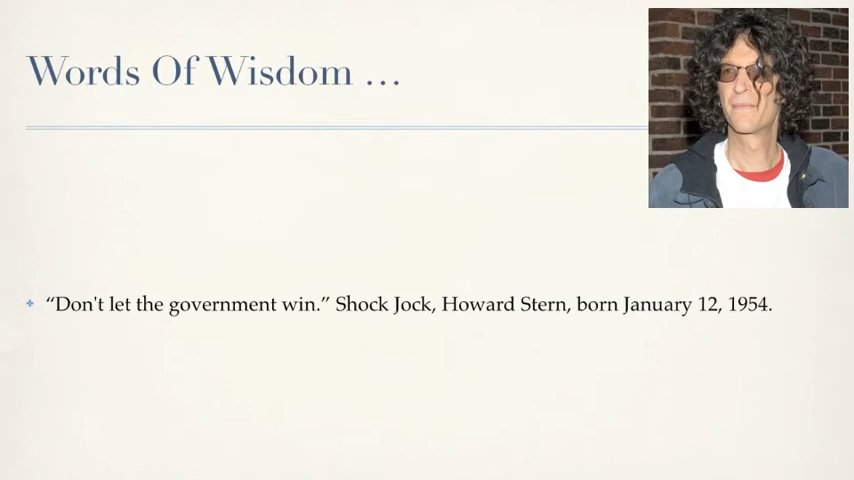 Words Of Wisdom …
“Don't let the government win.” Shock Jock, Howard Stern, born January 12, 1954.